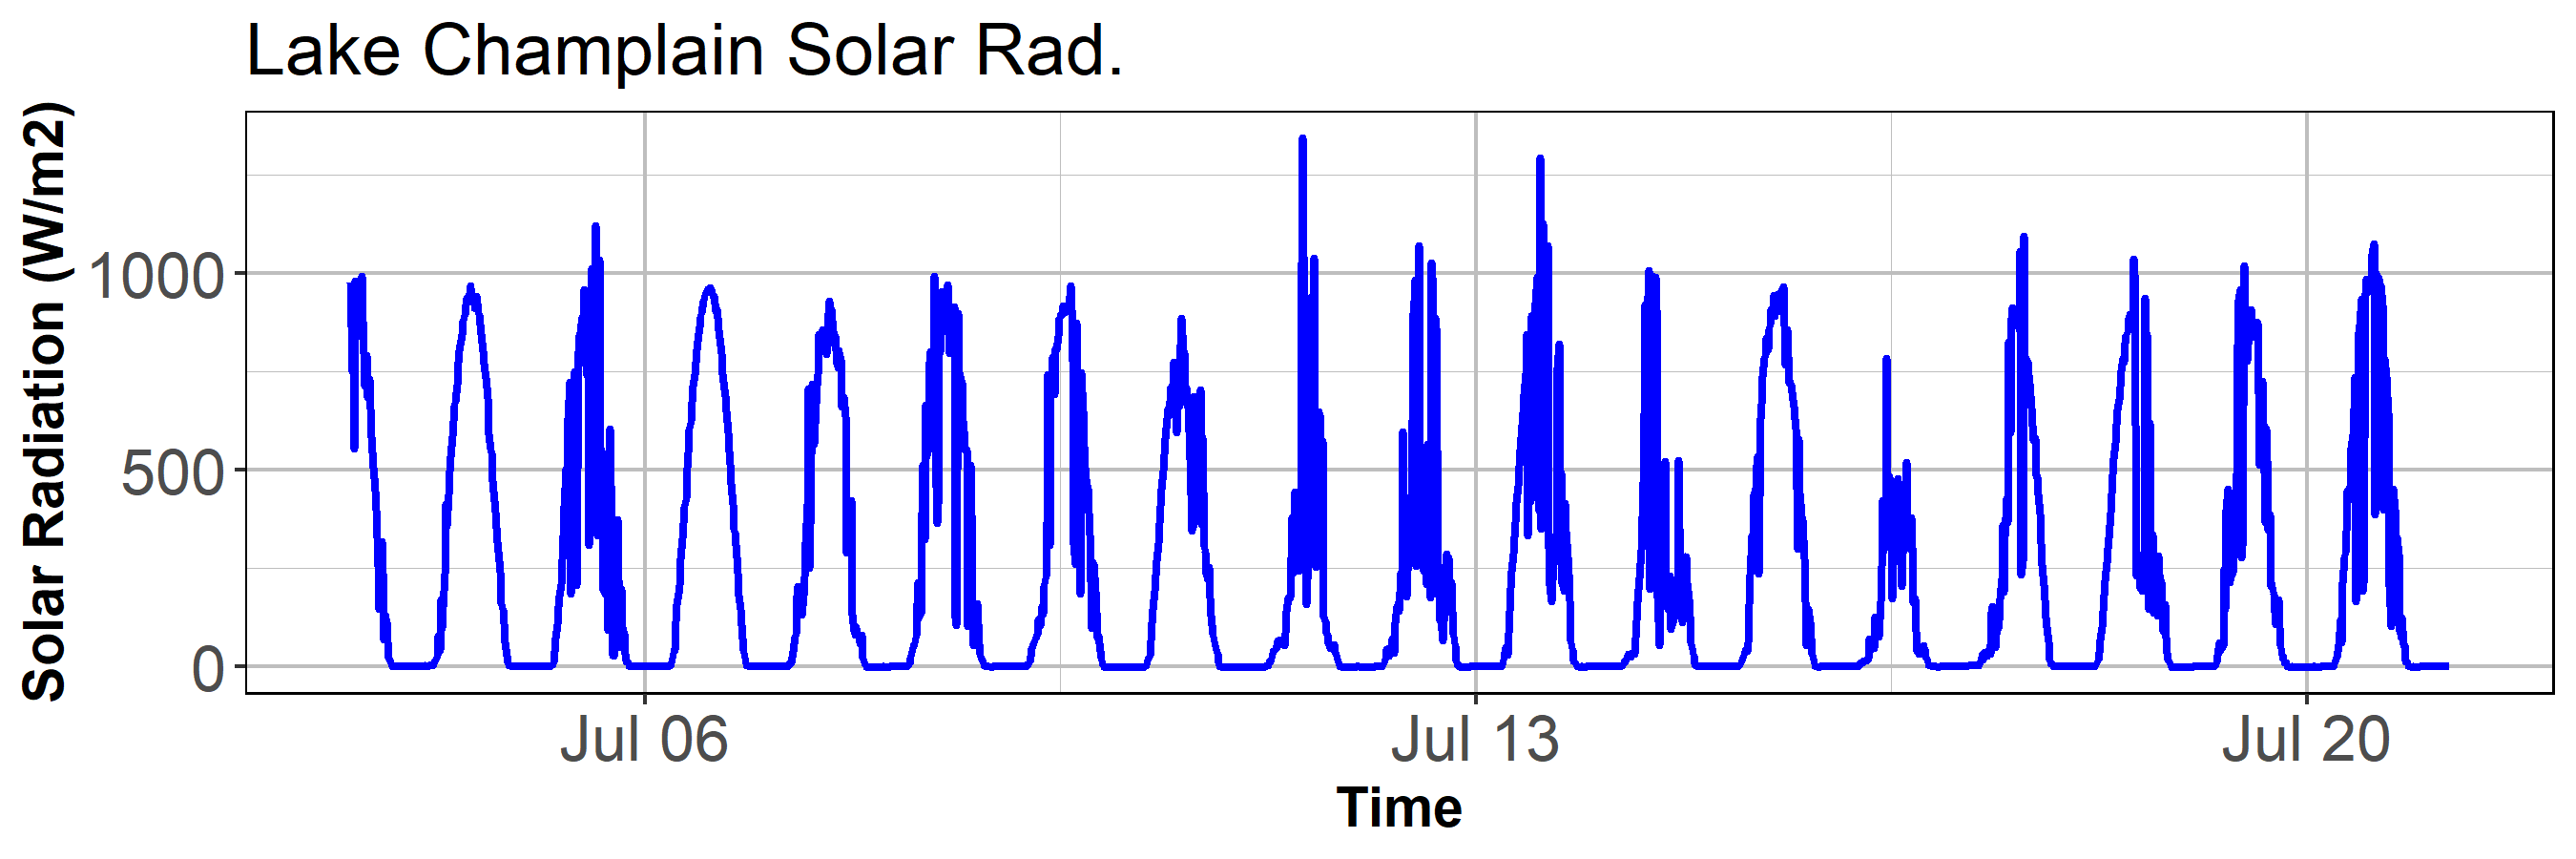 Lake Champlain Solar Rad.
Solar Radiation (W/m2)
1000
500
0
Jul 06
Jul 13
Jul 20
Time